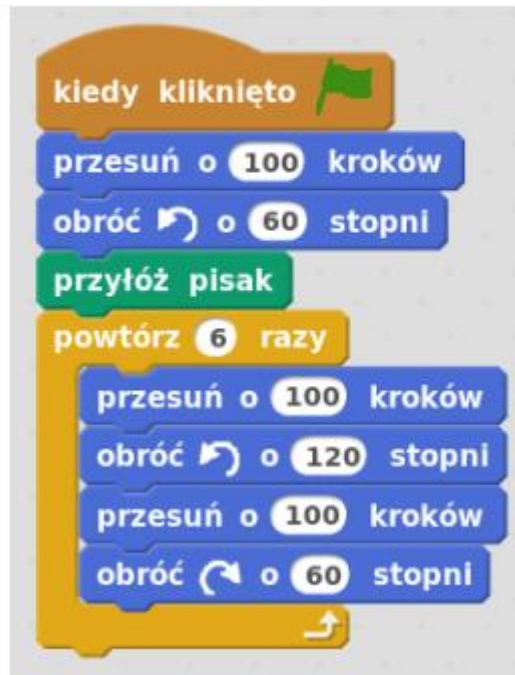 kiedy kliknięto
przesuń o 100 kroków
obróć o 60 stopni
przyłóż pisak
powtórz 6 razy
przesuń o 100 kroków
obróć o 120 stopni
przesuń o 100 kroków
obróć o 60 stopni